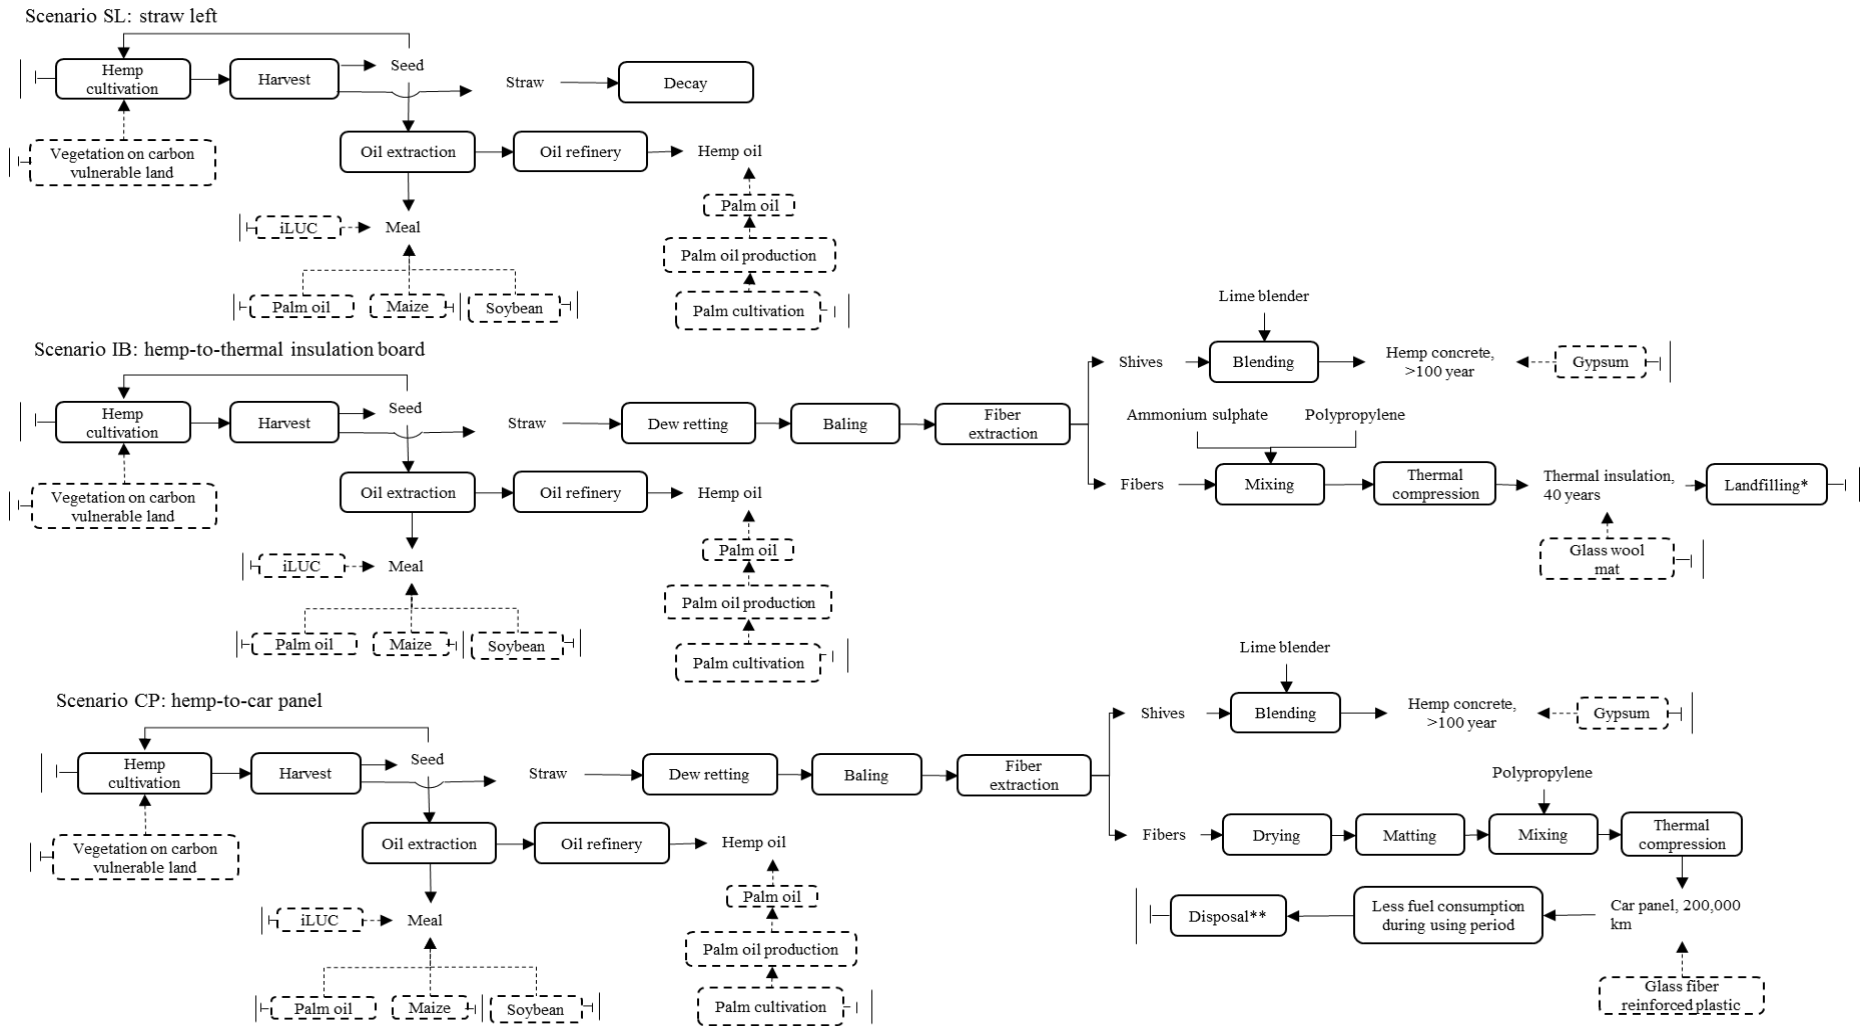 Scenario SL: straw left
Hemp
cultivation
Harvest
Seed
Straw
Decay
Vegetation on carbon
vulnerable land
Oil extraction
Oil refinery
Hemp oil
Palm oil
iLUC
Meal
Palm oil production
Palm oil
Maize
Soybean
Palm cultivation
Scenario IB: hemp-to-thermal insulation board
Hemp
cultivation
Harvest
Seed
Straw
Dew retting
Baling
Fiber
extraction
Lime blender
Shives
Blending
Hemp concrete,
>100 year
Gypsum
Ammonium sulphate
Polypropylene
Fibers
Mixing
Thermal
compression
Thermal insulation,
40 years
Landfilling*
Glass wool
mat
Vegetation on carbon
vulnerable land
Oil extraction
Oil refinery
Hemp oil
Palm oil
iLUC
Meal
Palm oil production
Palm oil
Maize
Soybean
Palm cultivation
Scenario CP: hemp-to-car panel
Hemp
cultivation
Harvest
Seed
Straw
Dew retting
Baling
Fiber
extraction
Lime blender
Shives
Blending
Hemp concrete,
>100 year
Gypsum
Polypropylene
Fibers
Drying
Matting
Mixing
Thermal
compression
Disposal**
Less fuel consumption
during using period
Car panel, 200,000
km
Glass fiber
reinforced plastic
Vegetation on carbon
vulnerable land
Oil extraction
Oil refinery
Hemp oil
Palm oil
iLUC
Meal
Palm oil production
Palm oil
Maize
Soybean
Palm cultivation